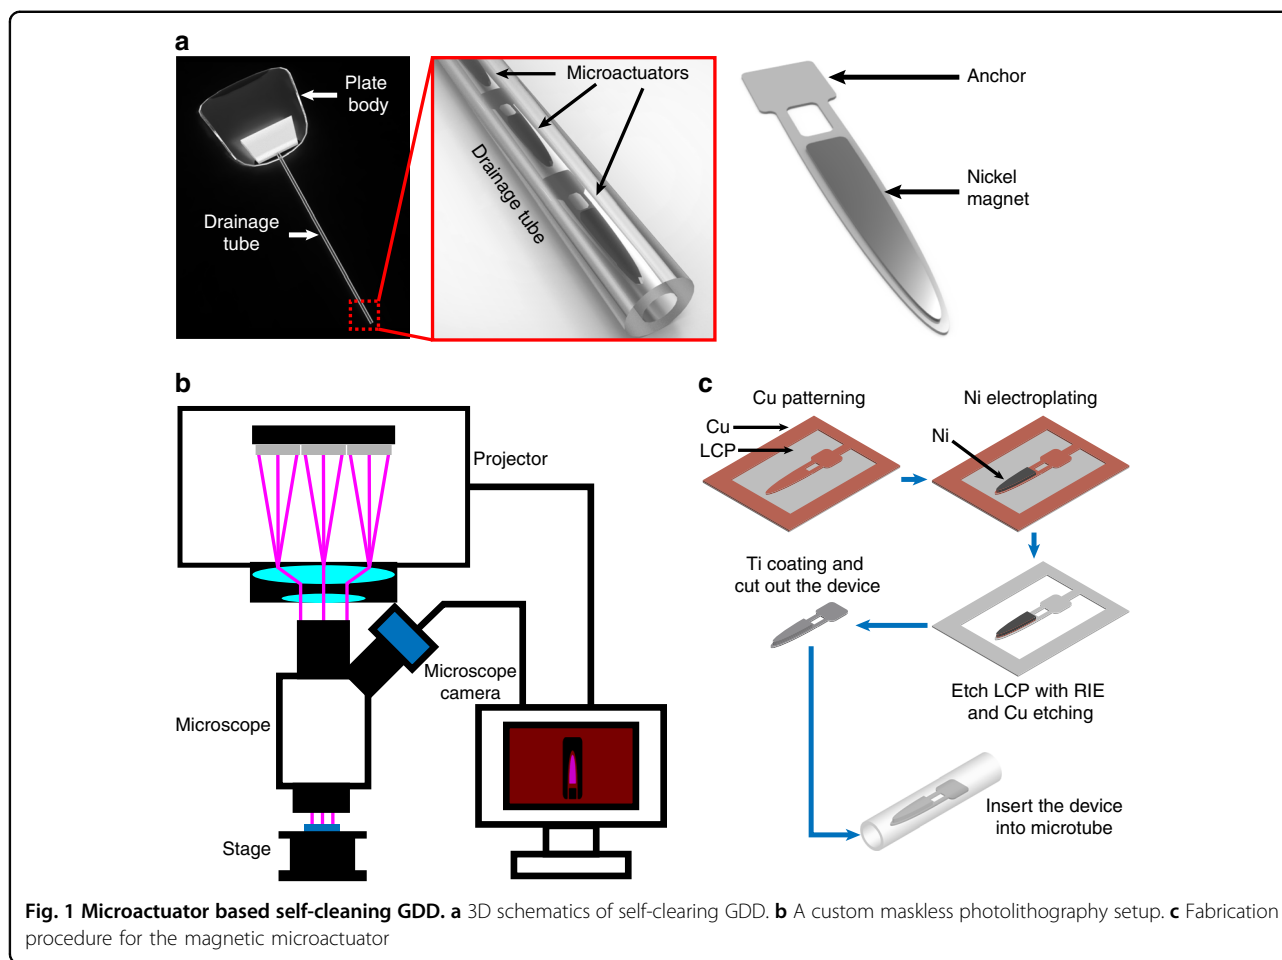 a
Plate
body
Drainage
tube
Microactuators
Drainage tube
Anchor
Nickel
magnet
b
Projector
Microscope
camera
Microscope
Stage
c
Cu patterning
Cu
LCP
Ni electroplating
Ni
Ti coating and
cut out the device
Etch LCP with RIE
and Cu etching
Insert the device
into microtube
Fig. 1 Microactuator based self-cleaning GDD. a 3D schematics of self-clearing GDD. b A custom maskless photolithography setup. c Fabrication
procedure for the magnetic microactuator